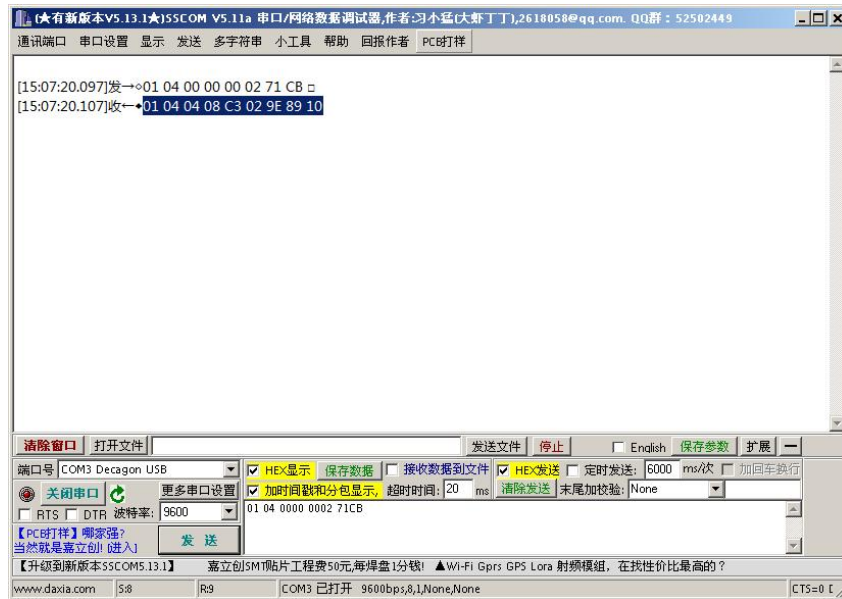 (★有新版本V5.13.1★)SSCOM V5.11a 串口/网络数据调试器,作者:习小猛(大虾丁丁),2618058@qq.com. QQ群：52502449
通讯端口 串口设置 显示 发送 多字符串 小工具 帮助 回报作者 PCB打样
[15:07:20.097]发→◇01 04 00 00 00 02 71 CB □
[15:07:20.107]收←◆01 04 04 08 C3 02 9E 89 10
清除窗口 打开文件 发送文件 停止 English 保存参数 扩展 —
端口号 COM3 Decagon USB HEX显示 保存数据 接收数据到文件 HEX发送 定时发送: 6000 ms/次 加回车换行
关闭串口 更多串口设置 加时间戳和分包显示, 超时时间: 20 ms 清除发送 末尾加校验: None
RTS DTR 波特率: 9600 01 04 0000 0002 71CB
【PCB打样】哪家强?
当然就是嘉立创! [进入] 发 送
【升级到新版本SSCOM5.13.1】 嘉立创SMT贴片工程费50元,每焊盘1分钱! ▲Wi-Fi Gprs GPS Lora 射频模组，在找性价比最高的？
www.daxia.com S:8 R:9 COM3 已打开 9600bps,8,1,None,None CTS=0 [